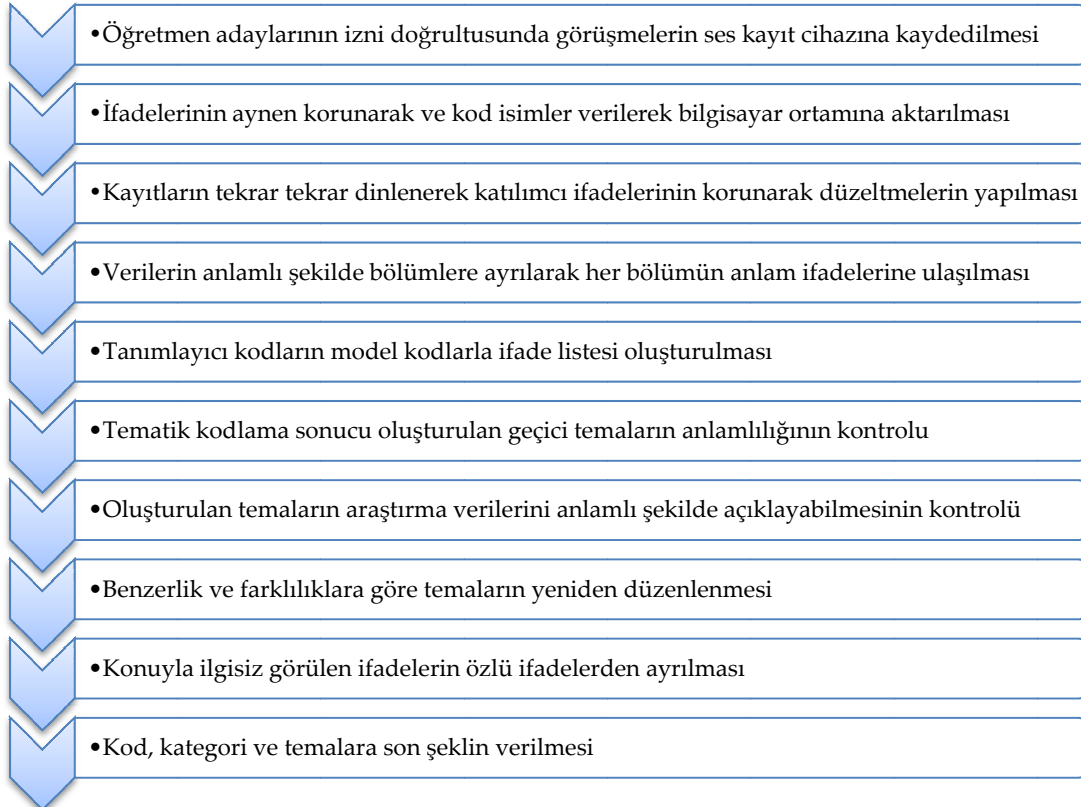 •Öğretmen adaylarının izni doğrultusunda görüşmelerin ses kayıt cihazına kaydedilmesi
•İfadelerinin aynen korunarak ve kod isimler verilerek bilgisayar ortamına aktarılması
•Kayıtların tekrar tekrar dinlenerek katılımcı ifadelerinin korunarak düzeltmelerin yapılması
•Verilerin anlamlı şekilde bölümlere ayrılarak her bölümün anlam ifadelerine ulaşılması
•Tanımlayıcı kodların model kodlarla ifade listesi oluşturulması
•Tematik kodlama sonucu oluşturulan geçici temaların anlamlılığının kontrolu
•Oluşturulan temaların araştırma verilerini anlamlı şekilde açıklayabilmesinin kontrolü
•Benzerlik ve farklılıklara göre temaların yeniden düzenlenmesi
•Konuyla ilgisiz görülen ifadelerin özlü ifadelerden ayrılması
•Kod, kategori ve temalara son şeklin verilmesi